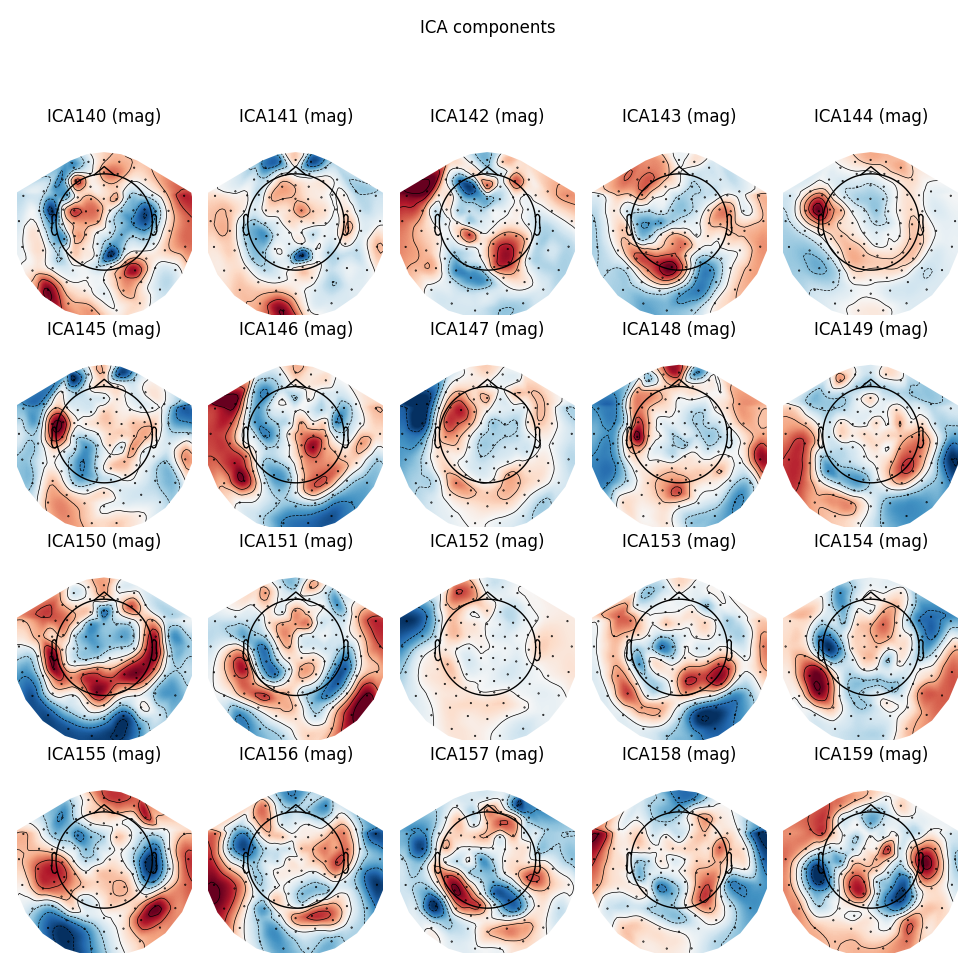 ICA components
ICA140 (mag) ICA141 (mag) ICA142 (mag) ICA143 (mag) ICA144 (mag)
ICA145 (mag) ICA146 (mag) ICA147 (mag) ICA148 (mag) ICA149 (mag)
ICA150 (mag) ICA151 (mag) ICA152 (mag) ICA153 (mag) ICA154 (mag)
ICA155 (mag) ICA156 (mag) ICA157 (mag) ICA158 (mag) ICA159 (mag)